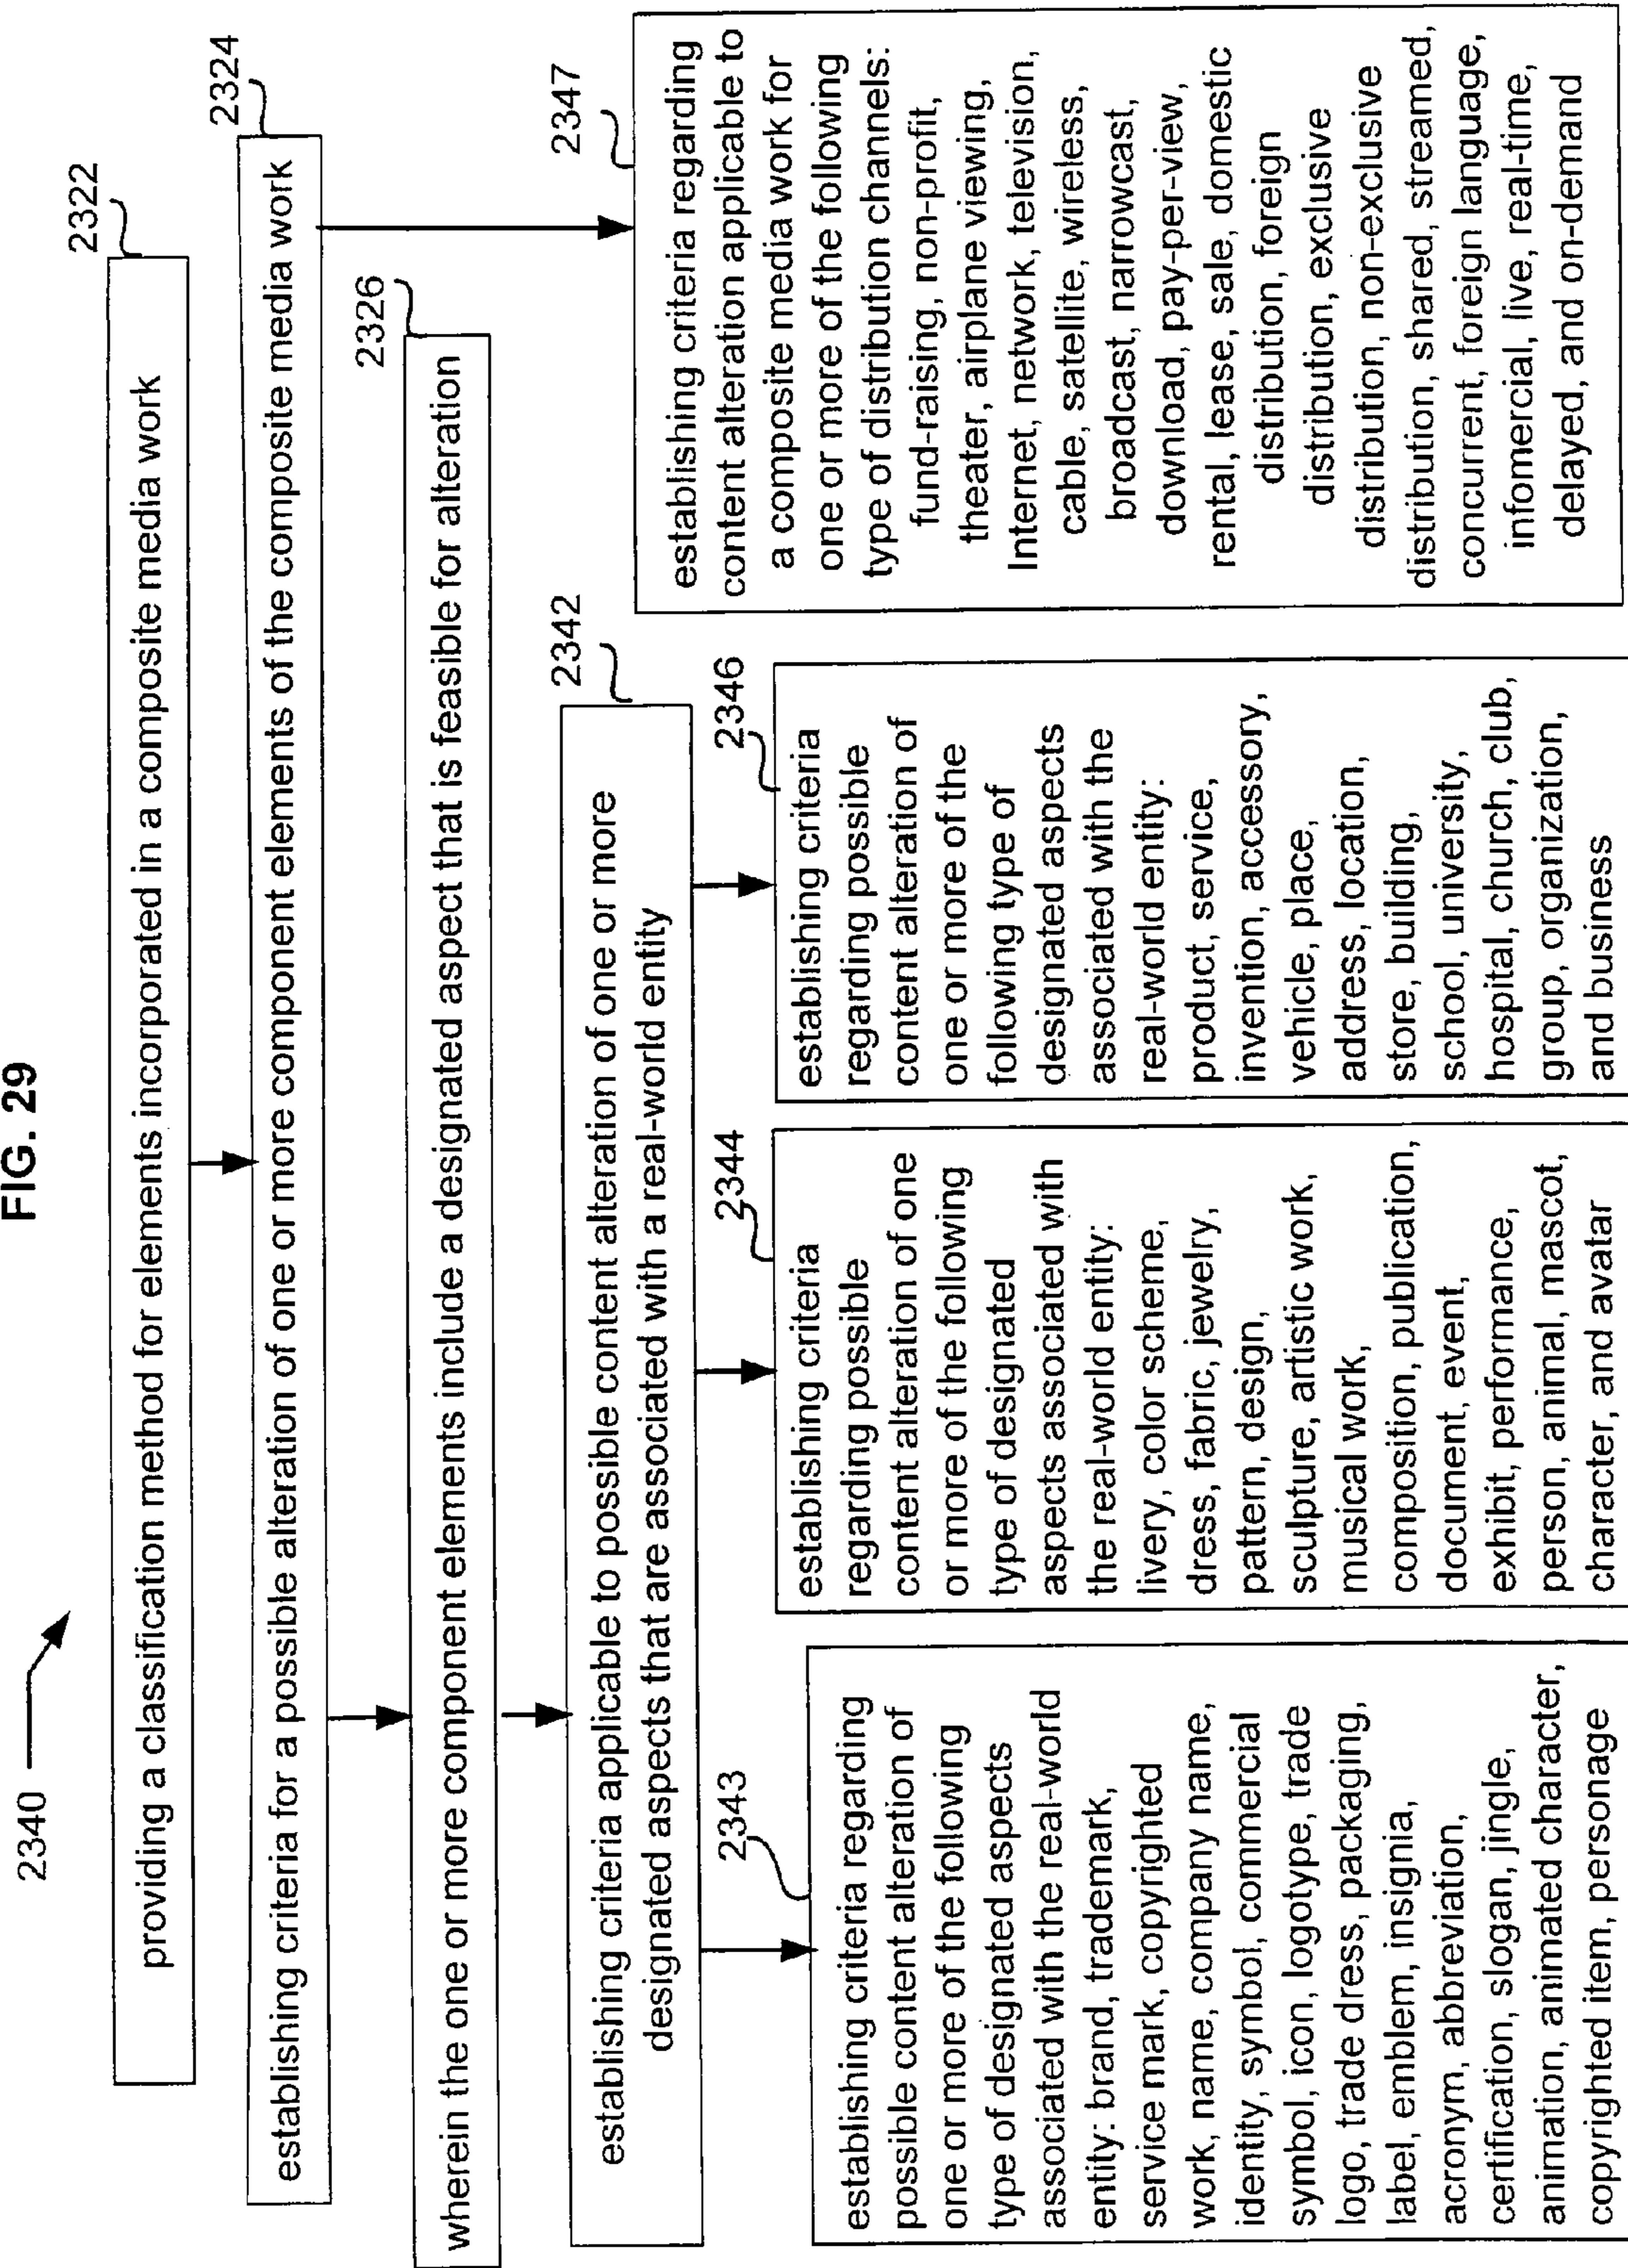 FIG. 29
2340
2322
providing a classification method for elements incorporated in a composite media work
2324
establishing criteria for a possible alteration of one or more component elements of the composite media work
2326
wherein the one or more component elements include a designated aspect that is feasible for alteration
2342
establishing criteria applicable to possible content alteration of one or more
designated aspects that are associated with a real-world entity
2343
establishing criteria regarding
possible content alteration of
one or more of the following
type of designated aspects
associated with the real-world
entity: brand, trademark,
service mark, copyrighted
work, name, company name,
identity, symbol, commercial
symbol, icon, logotype, trade
logo, trade dress, packaging,
label, emblem, insignia,
acronym, abbreviation,
certification, slogan, jingle,
animation, animated character,
copyrighted item, personage
2344
establishing criteria
regarding possible
content alteration of one
or more of the following
type of designated
aspects associated with
the real-world entity:
livery, color scheme,
dress, fabric, jewelry,
pattern, design,
sculpture, artistic work,
musical work,
composition, publication,
document, event,
exhibit, performance,
person, animal, mascot,
character, and avatar
2346
establishing criteria
regarding possible
content alteration of
one or more of the
following type of
designated aspects
associated with the
real-world entity:
product, service,
invention, accessory,
vehicle, place,
address, location,
store, building,
school, university,
hospital, church, club,
group, organization,
and business
2347
establishing criteria regarding
content alteration applicable to
a composite media work for
one or more of the following
type of distribution channels:
fund-raising, non-profit,
theater, airplane viewing,
Internet, network, television,
cable, satellite, wireless,
broadcast, narrowcast,
download, pay-per-view,
rental, lease, sale, domestic
distribution, foreign
distribution, exclusive
distribution, non-exclusive
distribution, shared, streamed,
concurrent, foreign language,
infomercial, live, real-time,
delayed, and on-demand